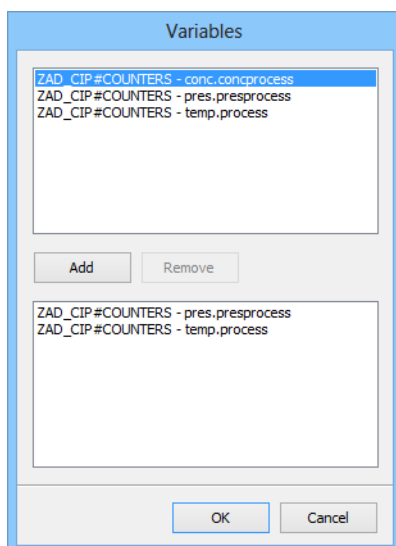 Variables
ZAD_CIP#COUNTERS - conc.concprocess
ZAD_CIP#COUNTERS - pres.presprocess
ZAD_CIP#COUNTERS - temp.process
Add
Remove
ZAD_CIP#COUNTERS - pres.presprocess
ZAD_CIP#COUNTERS - temp.process
OK
Cancel